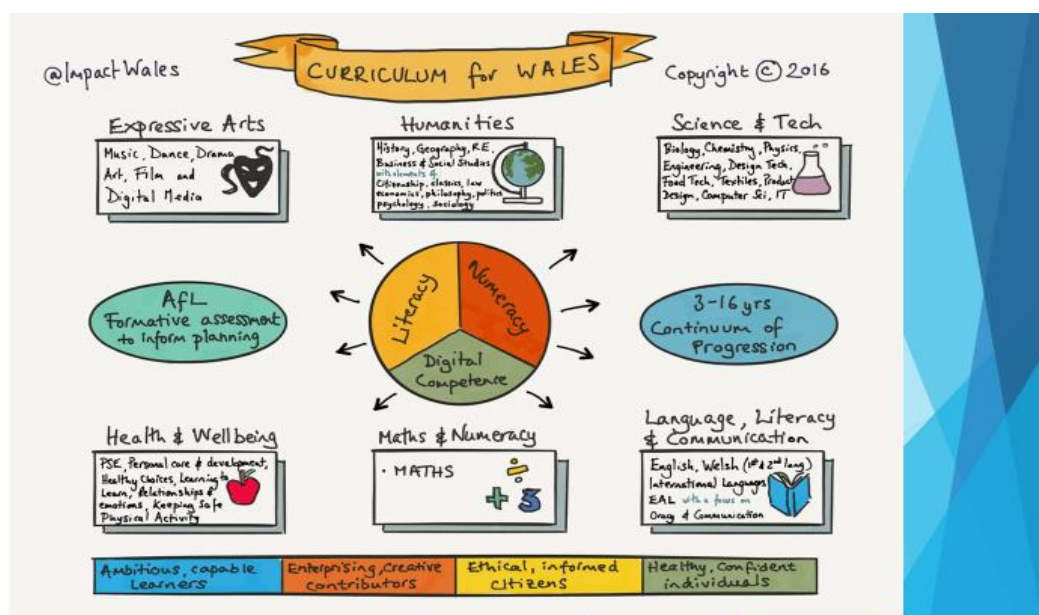 @ImpactWales
CURRICULUM for WALES
Copyright © 2016
Expressive Arts
Music, Dance, Drama
Art, Film and
Digital Media
Humanities
History, Geography, R.E,
Business & Social Studies
with elements of
Citizenship, classics, law
economics, philosophy, politics
psychology, sociology
Science & Tech
Biology, Chemistry, Physics,
Engineering, Design Tech,
Food Tech, Textiles, Product
Design, Computer Sci, IT
AfL
Formative assessment
to inform planning
Literacy
Numeracy
Digital
Competence
3-16 yrs
Continuum of
Progression
Health & Wellbeing
PSE, Personal care & development,
Healthy Choices, Learning to
Learn, Relationships &
emotions, Keeping Safe
Physical Activity
Maths & Numeracy
· MATHS
÷
+ 3
Language, Literacy
& Communication
English, Welsh (1st & 2nd lang)
International Languages
EAL with a focus on
Oracy & Communication
Ambitious, capable
Learners
Enterprising, Creative
contributors
Ethical, informed
Citizens
Healthy, Confident
individuals